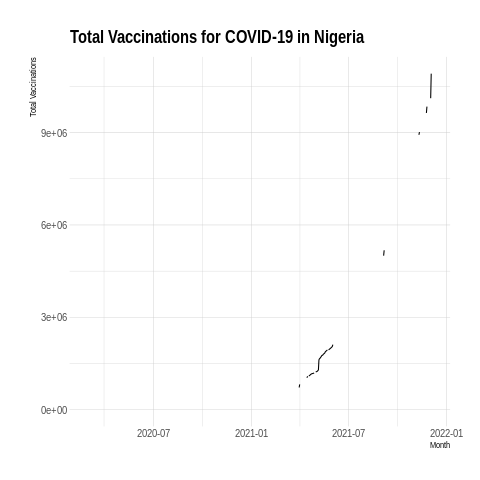 Total Vaccinations for COVID-19 in Nigeria
Total Vaccinations
9e+06
6e+06
3e+06
0e+00
2020-07 2021-01 2021-07 2022-01
Month